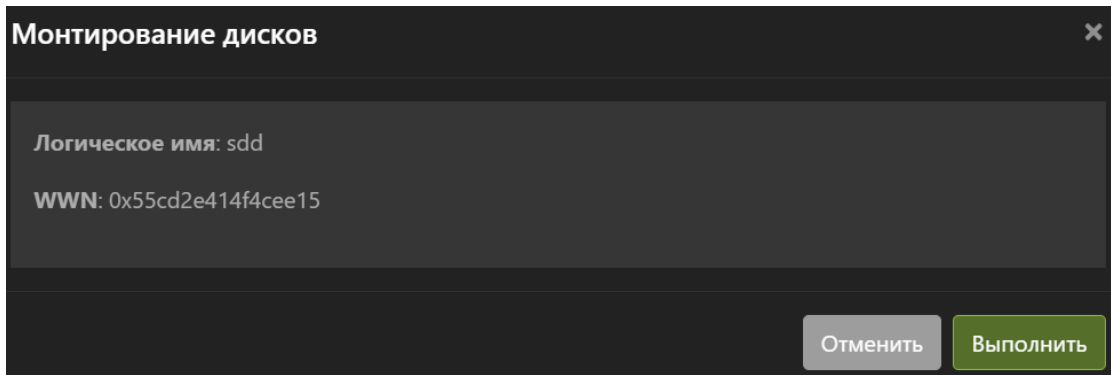 Монтирование дисков
Логическое имя: sdd
WWN: 0x55cd2e414f4cee15
Отменить Выполнить